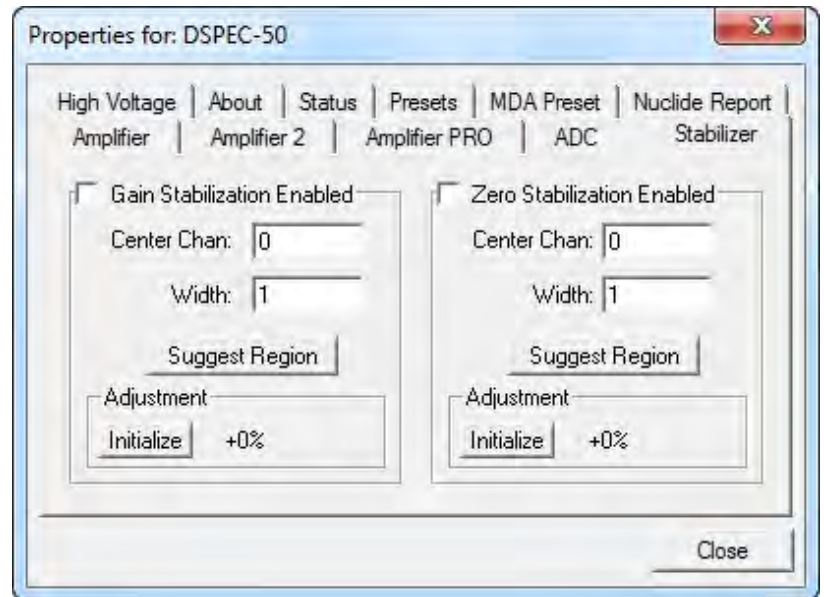 Properties for: DSPEC-50
X
High Voltage | About | Status | Presets | MDA Preset | Nuclide Report |
Amplifier | Amplifier 2 | Amplifier PRO | ADC Stabilizer
Gain Stabilization Enabled
Center Chan: 0
Width: 1
Suggest Region
Adjustment
Initialize +0%
Zero Stabilization Enabled
Center Chan: 0
Width: 1
Suggest Region
Adjustment
Initialize +0%
Close